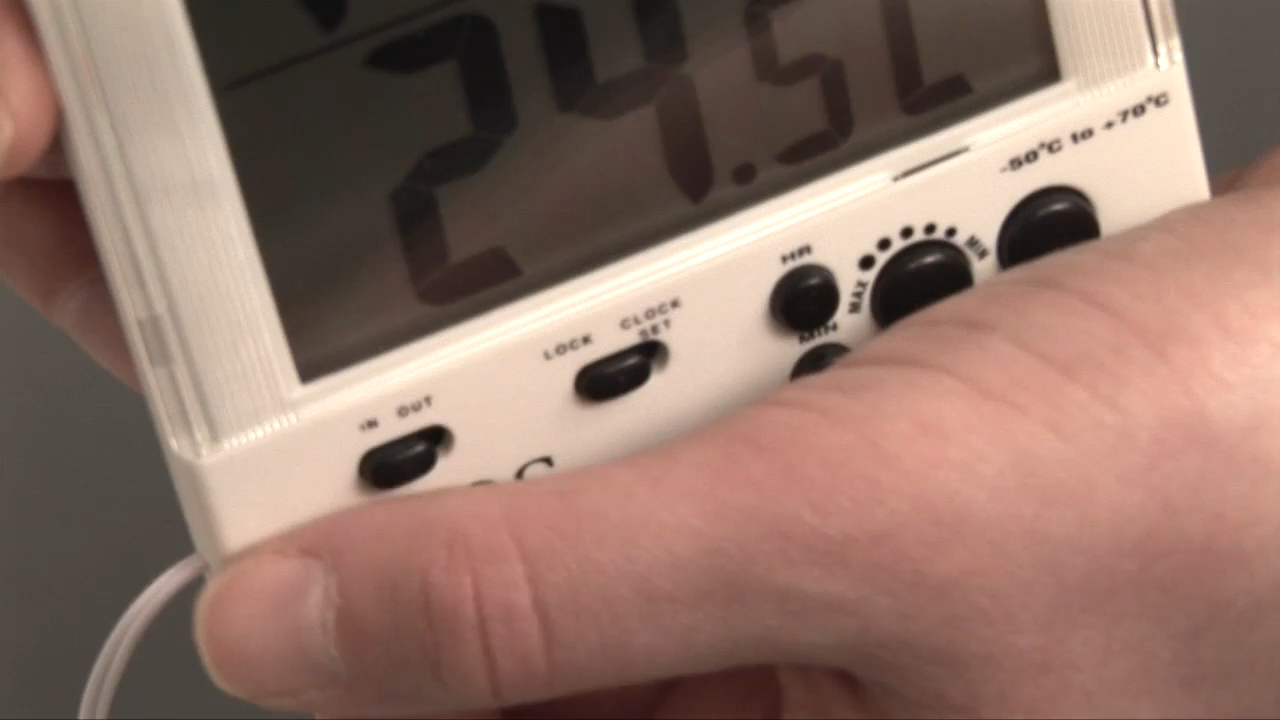 24.5C
-50°C to +70°C
HR
MAX MIN
MIN
LOCK CLOCK SET
IN OUT